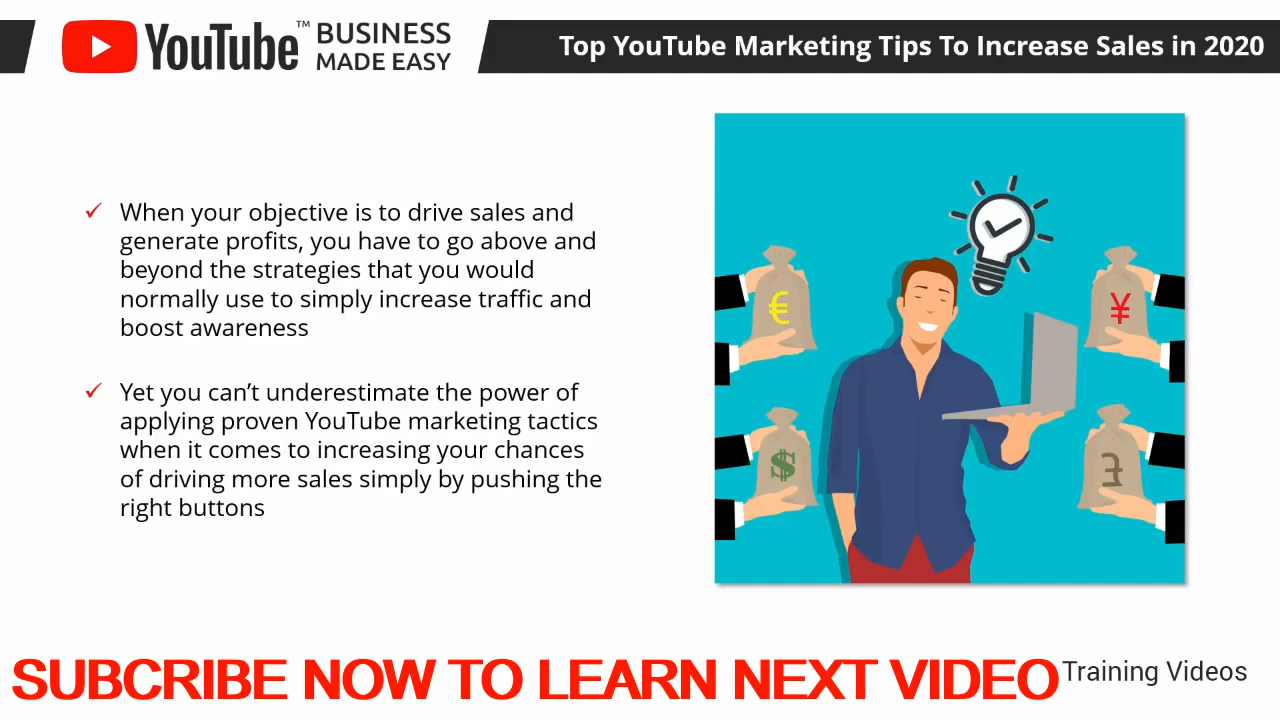 YouTube™ BUSINESS
MADE EASY
Top YouTube Marketing Tips To Increase Sales in 2020
✓ When your objective is to drive sales and
generate profits, you have to go above and
beyond the strategies that you would
normally use to simply increase traffic and
boost awareness
✓ Yet you can’t underestimate the power of
applying proven YouTube marketing tactics
when it comes to increasing your chances
of driving more sales simply by pushing the
right buttons
€
¥
$
£
SUBCRIBE NOW TO LEARN NEXT VIDEO Training Videos